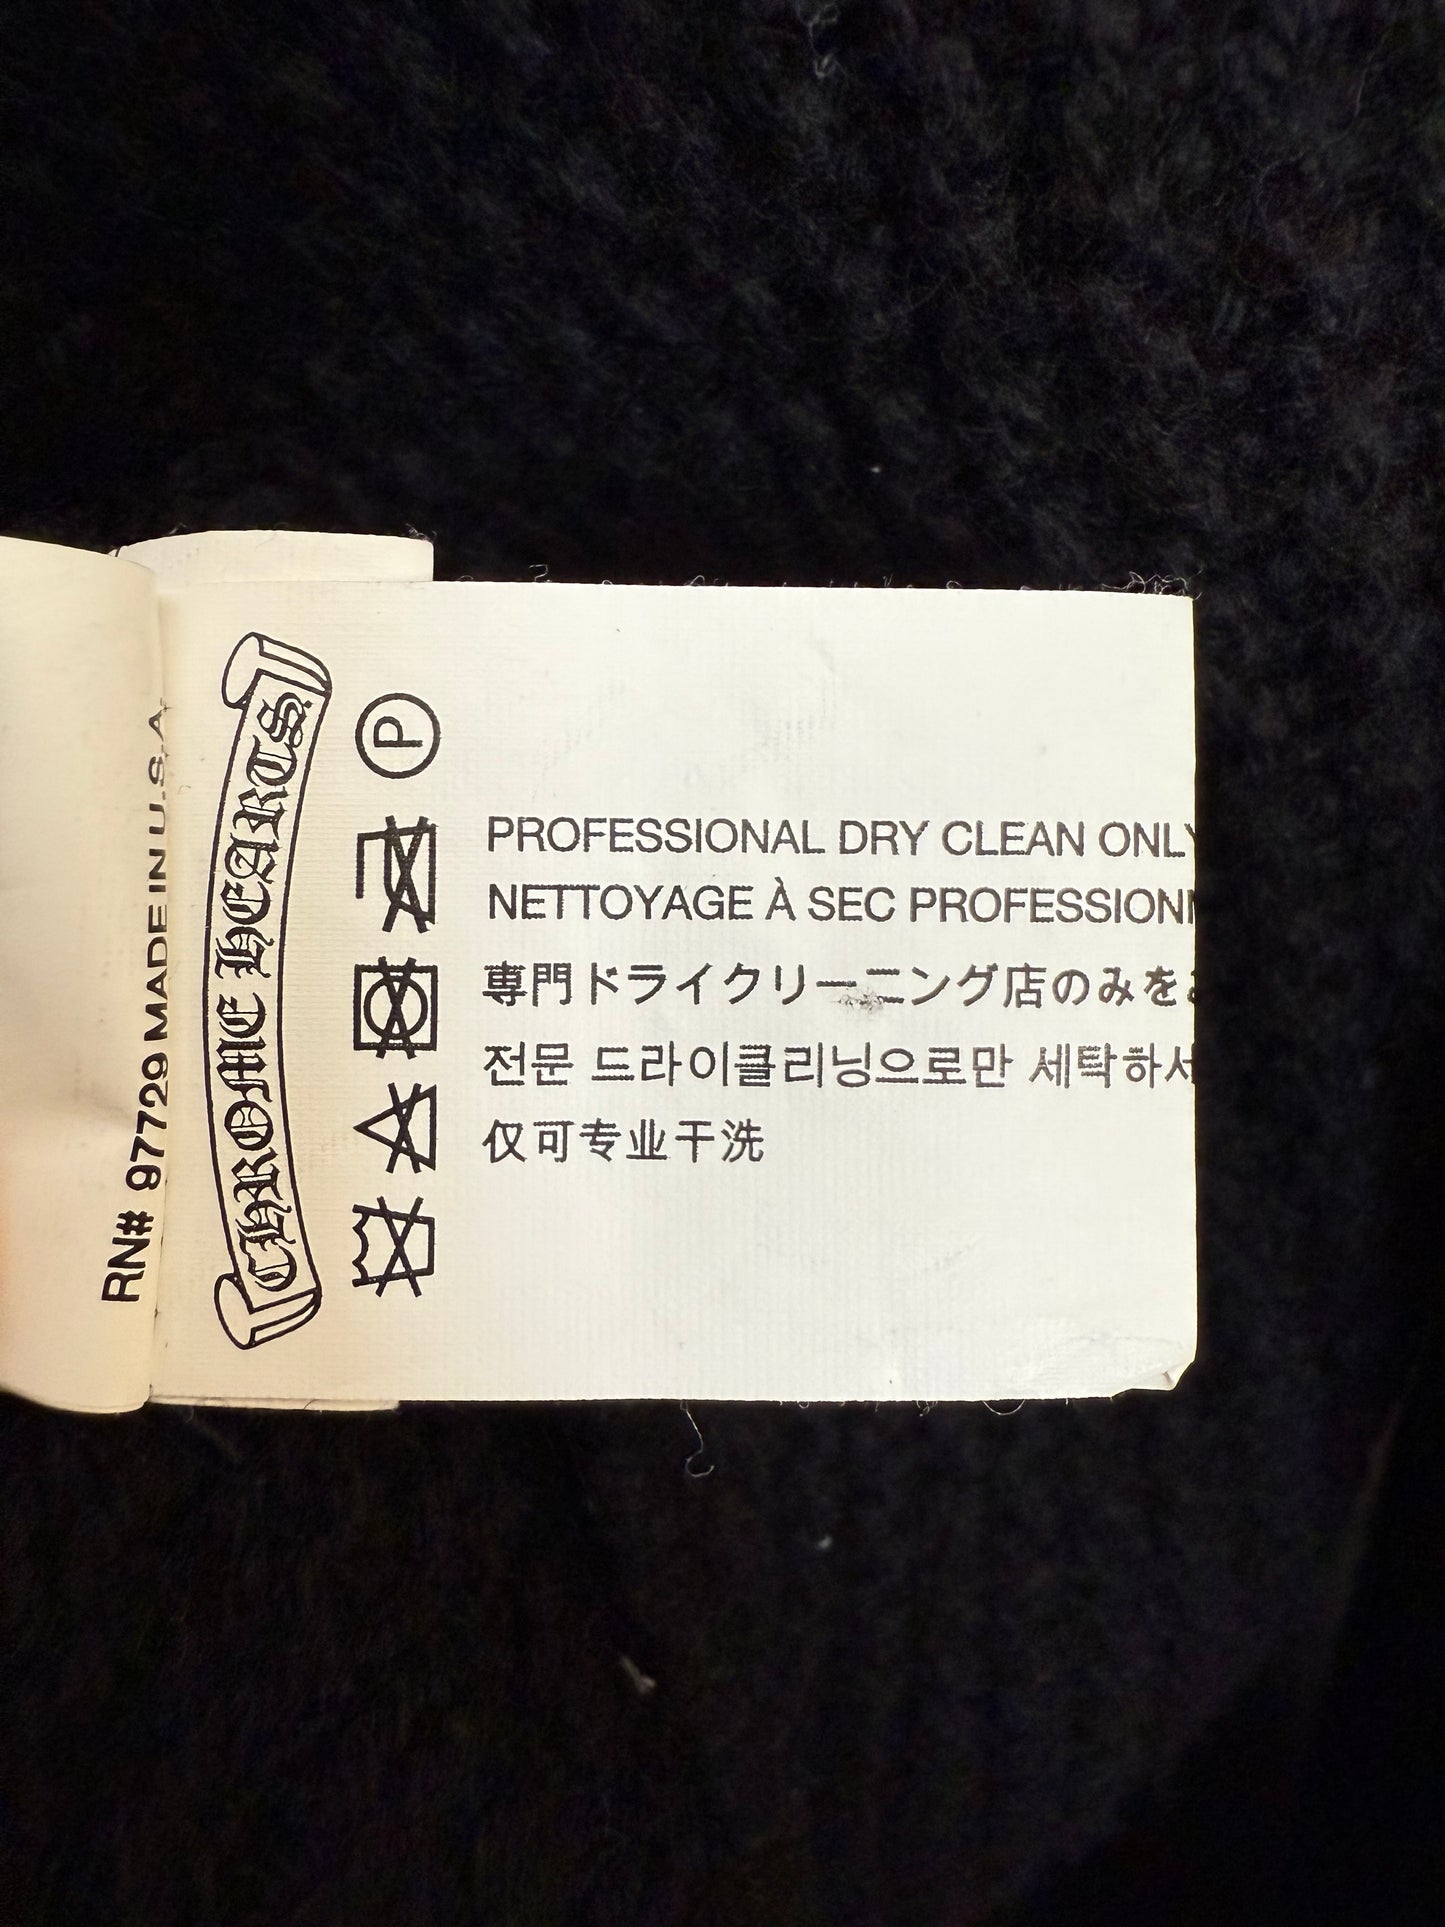 RN# 97729 MADE IN U.S.A.
CHROME HEARTS
P
PROFESSIONAL DRY CLEAN ONLY
NETTOYAGE À SEC PROFESSIONN
専門ドライクリーニング店のみを
전문 드라이클리닝으로만 세탁하서
仅可专业干洗